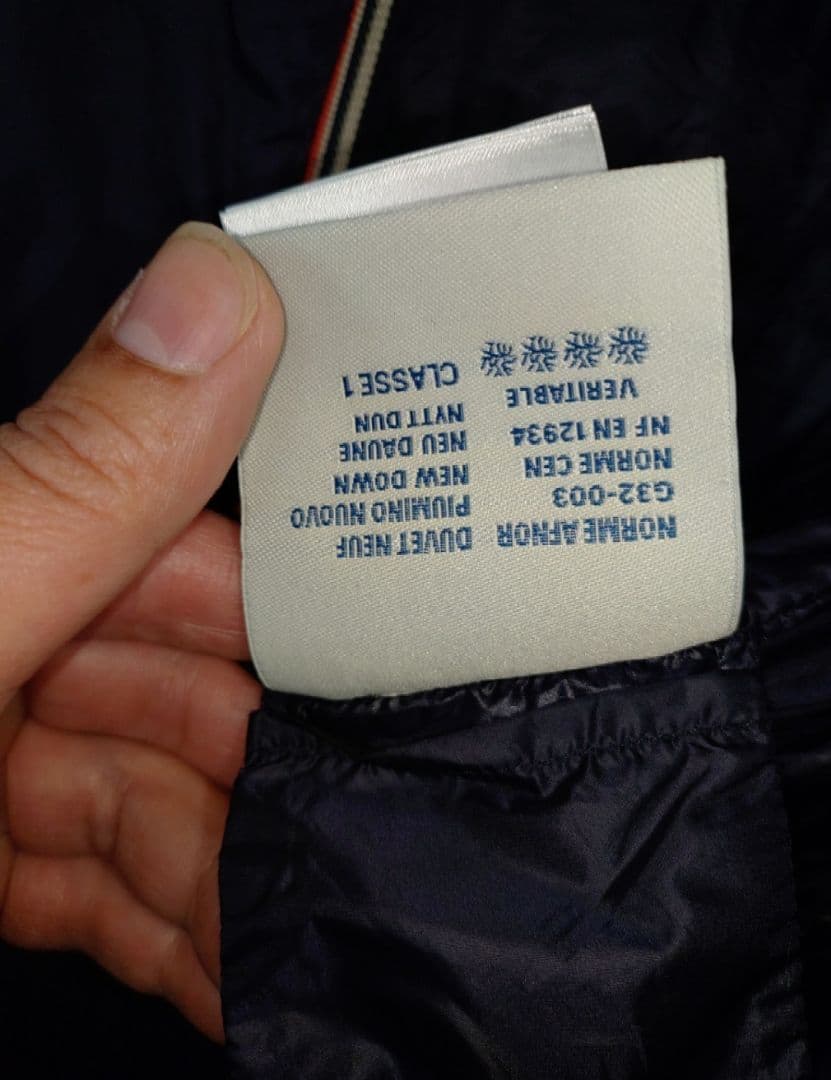 NORME AFNOR
G32-003
NORME CEN
NF EN 12934
VERITABLE
DUVET NEUF
PIUMINO NUOVO
NEW DOWN
NEU DAUNE
NYTT DUN
CLASSE 1